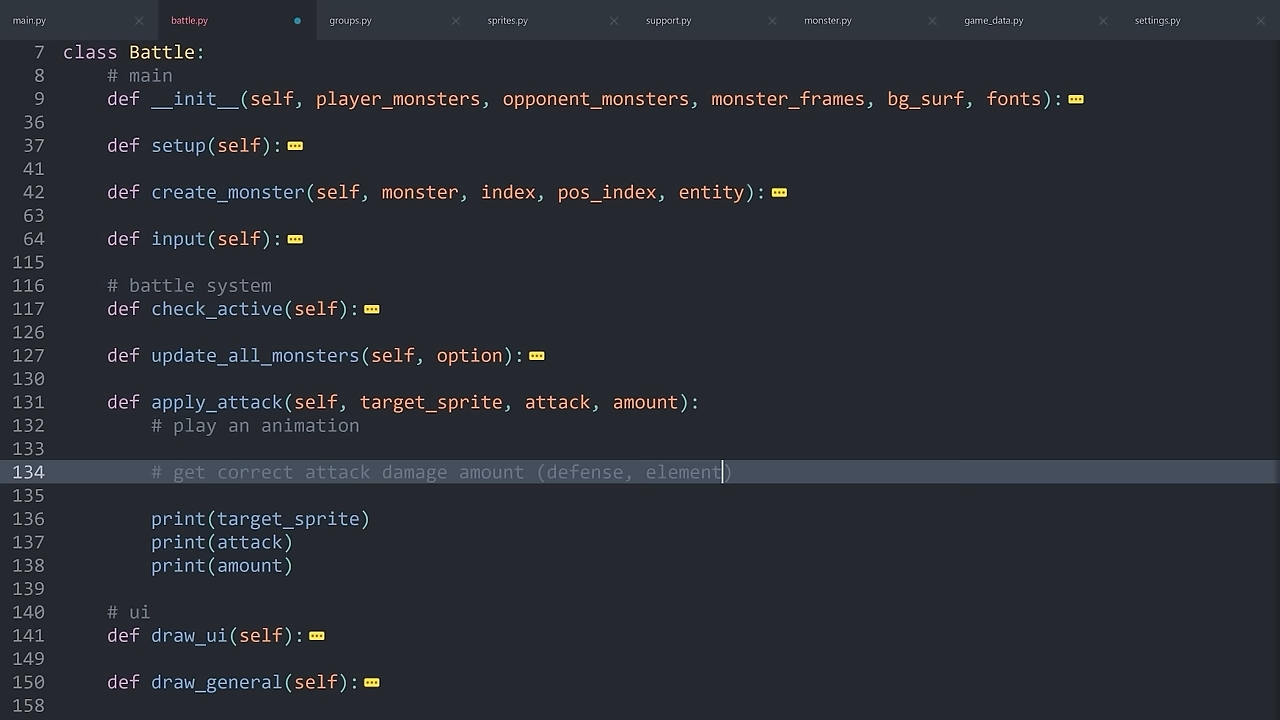 main.py battle.py groups.py sprites.py support.py monster.py game_data.py settings.py
7 class Battle:
8 # main
9 def __init__(self, player_monsters, opponent_monsters, monster_frames, bg_surf, fonts):
36
37 def setup(self):
41
42 def create_monster(self, monster, index, pos_index, entity):
63
64 def input(self):
115
116 # battle system
117 def check_active(self):
126
127 def update_all_monsters(self, option):
130
131 def apply_attack(self, target_sprite, attack, amount):
132 # play an animation
133
134 # get correct attack damage amount (defense, element)
135
136 print(target_sprite)
137 print(attack)
138 print(amount)
139
140 # ui
141 def draw_ui(self):
149
150 def draw_general(self):
158